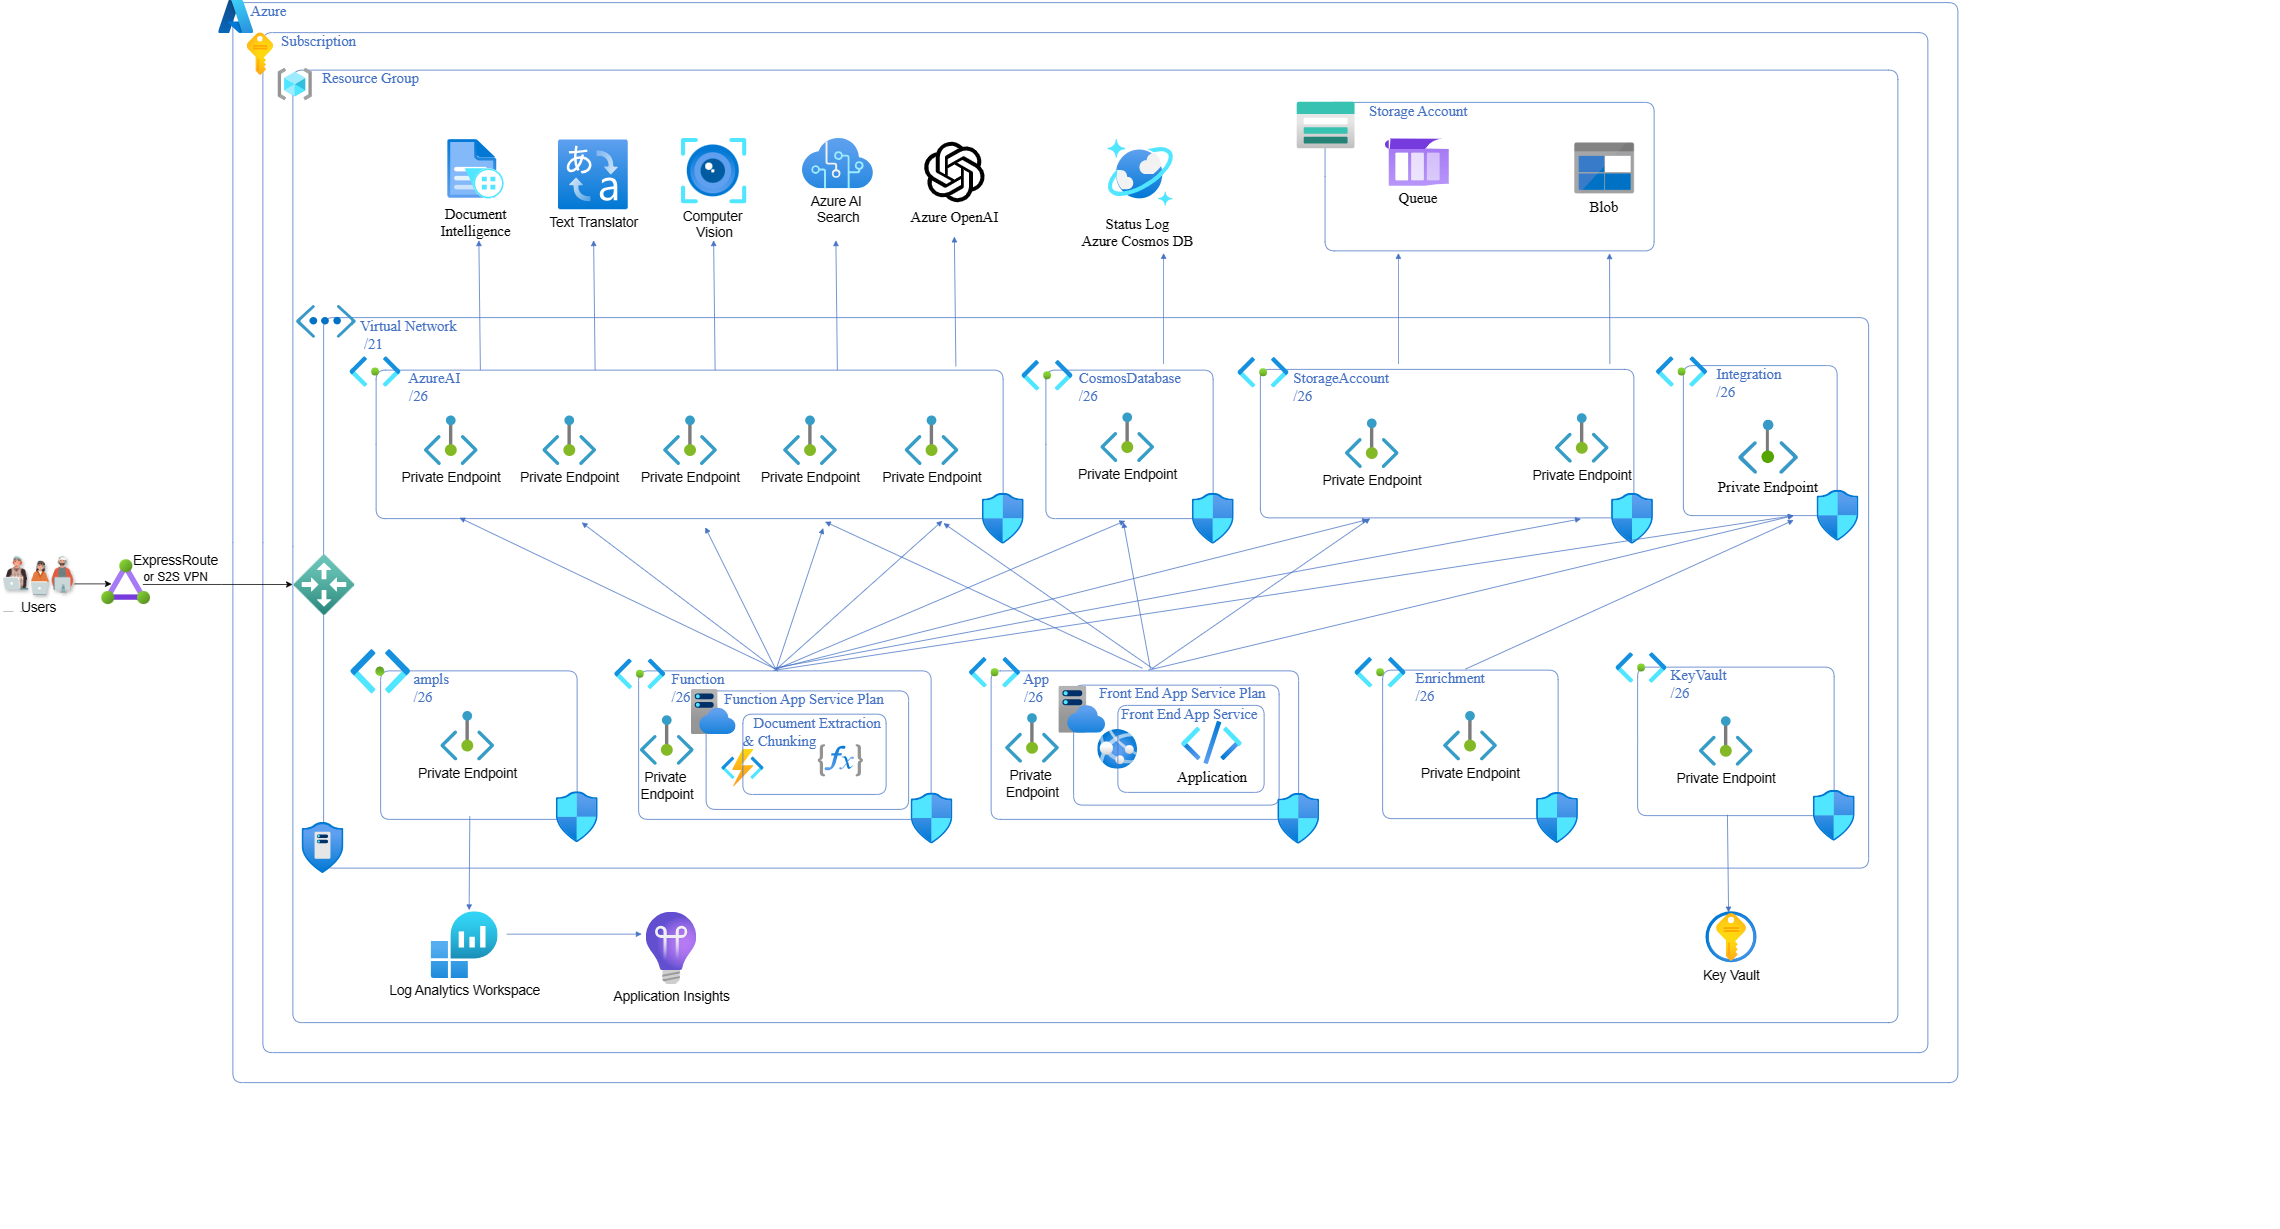 Azure
Subscription
Resource Group
Storage Account
Document
Intelligence
Text Translator
Computer
Vision
Azure AI
Search
Azure OpenAI
Status Log
Azure Cosmos DB
Queue
Blob
Virtual Network
/21
AzureAI
/26
Private Endpoint
Private Endpoint
Private Endpoint
Private Endpoint
Private Endpoint
CosmosDatabase
/26
Private Endpoint
StorageAccount
/26
Private Endpoint
Private Endpoint
Integration
/26
Private Endpoint
Users
ExpressRoute
or S2S VPN
ampls
/26
Private Endpoint
Function
/26
Private
Endpoint
Function App Service Plan
Document Extraction
& Chunking
{fx}
App
/26
Private
Endpoint
Front End App Service Plan
Front End App Service
Application
Enrichment
/26
Private Endpoint
KeyVault
/26
Private Endpoint
Log Analytics Workspace
Application Insights
Key Vault